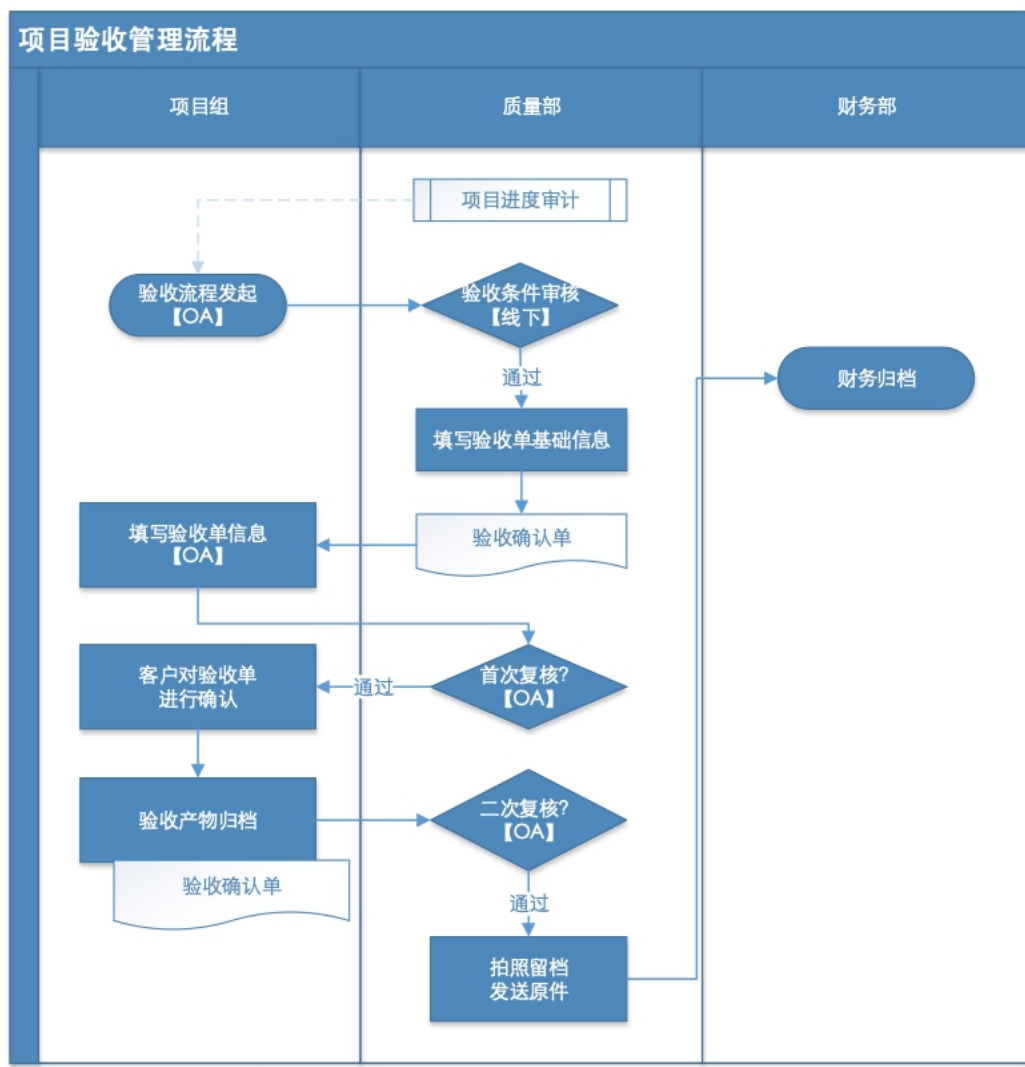 项目验收管理流程
项目组
质量部
财务部
项目进度审计
验收流程发起
【OA】
验收条件审核
【线下】
通过
财务归档
填写验收单基础信息
填写验收单信息
【OA】
验收确认单
客户对验收单
进行确认
通过
首次复核?
【OA】
验收产物归档
二次复核?
【OA】
验收确认单
通过
拍照留档
发送原件